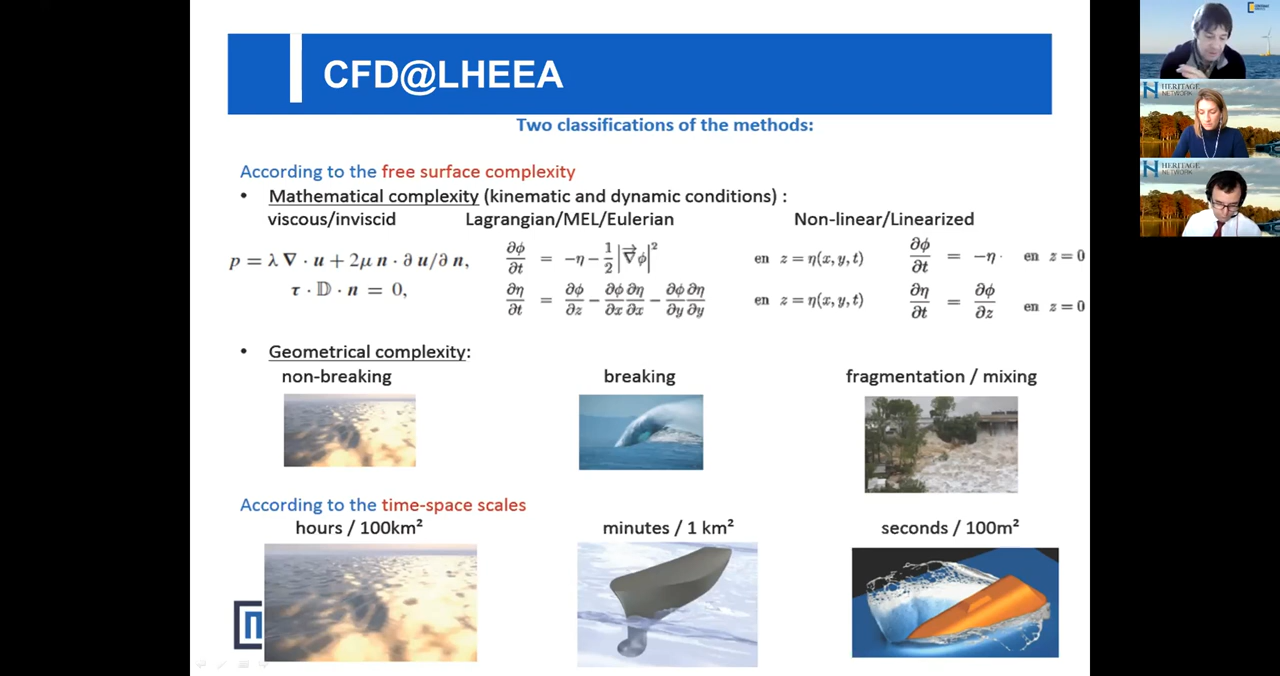 CFD@LHEEA
Two classifications of the methods:
According to the free surface complexity
• Mathematical complexity (kinematic and dynamic conditions) :
viscous/inviscid Lagrangian/MEL/Eulerian Non-linear/Linearized
p = λ ∇ · u + 2μ n · ∂ u/∂ n,
τ · 𝔻 · n = 0,
∂ϕ/∂t = −η − 1/2 |∇⃗ϕ|² en z = η(x, y, t)
∂η/∂t = ∂ϕ/∂z − ∂ϕ/∂x ∂η/∂x − ∂ϕ/∂y ∂η/∂y en z = η(x, y, t)
∂ϕ/∂t = −η · en z = 0
∂η/∂t = ∂ϕ/∂z en z = 0
• Geometrical complexity:
non-breaking breaking fragmentation / mixing
According to the time-space scales
hours / 100km² minutes / 1 km² seconds / 100m²
HERITAGE
NETWORK
HERITAGE
NETWORK